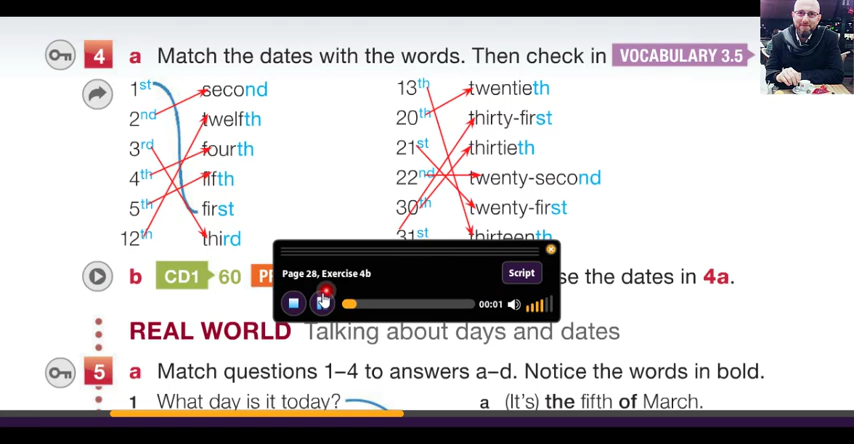 4 a Match the dates with the words. Then check in VOCABULARY 3.5
1st second
2nd twelfth
3rd fourth
4th fifth
5th first
12th third
13th twentieth
20th thirty-first
21st thirtieth
22nd twenty-second
30th twenty-first
31st thirteenth
b CD1 60 se the dates in 4a.
Page 28, Exercise 4b
Script
00:01
REAL WORLD Talking about days and dates
5 a Match questions 1–4 to answers a–d. Notice the words in bold.
1 What day is it today?
a (It's) the fifth of March.